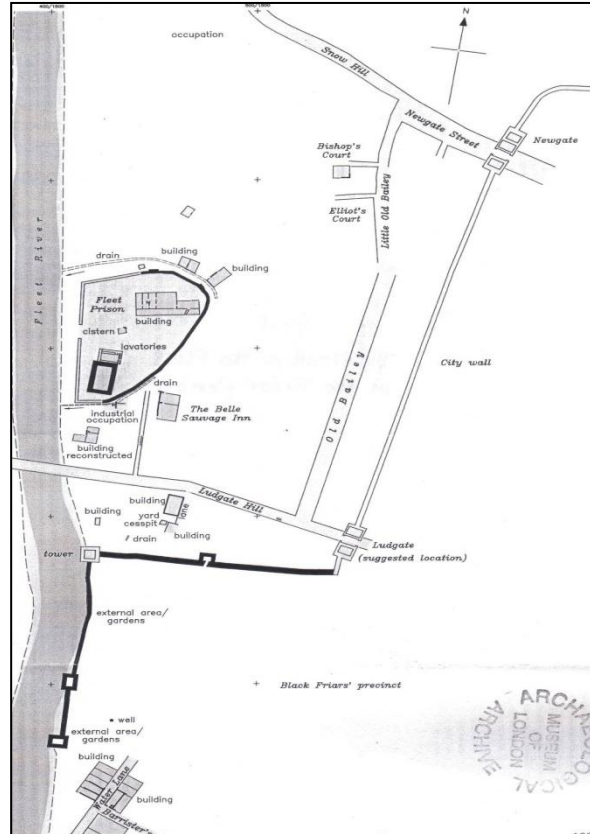 occupation
N
Snow Hill
Newgate Street
Newgate
Bishop's
Court
Elliot's
Court
Little Old Bailey
Fleet River
drain
building
building
Fleet
Prison
building
cistern
lavatories
drain
industrial
occupation
The Belle
Sauvage Inn
building
reconstructed
Old Bailey
City wall
building
building
yard
cesspit
lane
building
drain
Ludgate Hill
Ludgate
(suggested location)
tower
external area/
gardens
Black Friars' precinct
well
external area/
gardens
building
Water Lane
building
Barrister's
ARCHAEOLOGICAL
ARCHIVE
MUSEUM
OF
LONDON